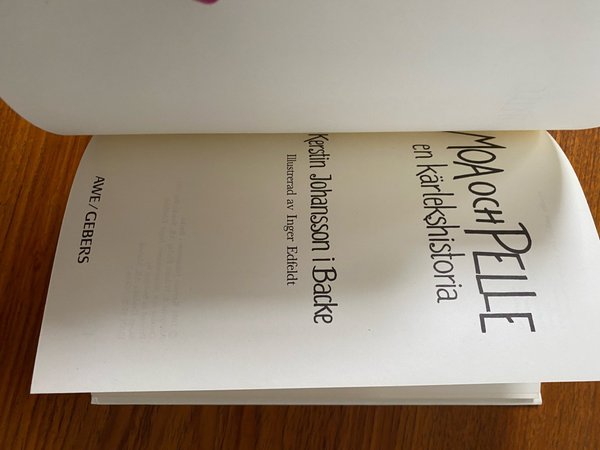 MOA OCH PELLE
en kärlekshistoria
Kerstin Johansson i Backe
Illustrerad av Inger Edfeldt
AWE/GEBERS